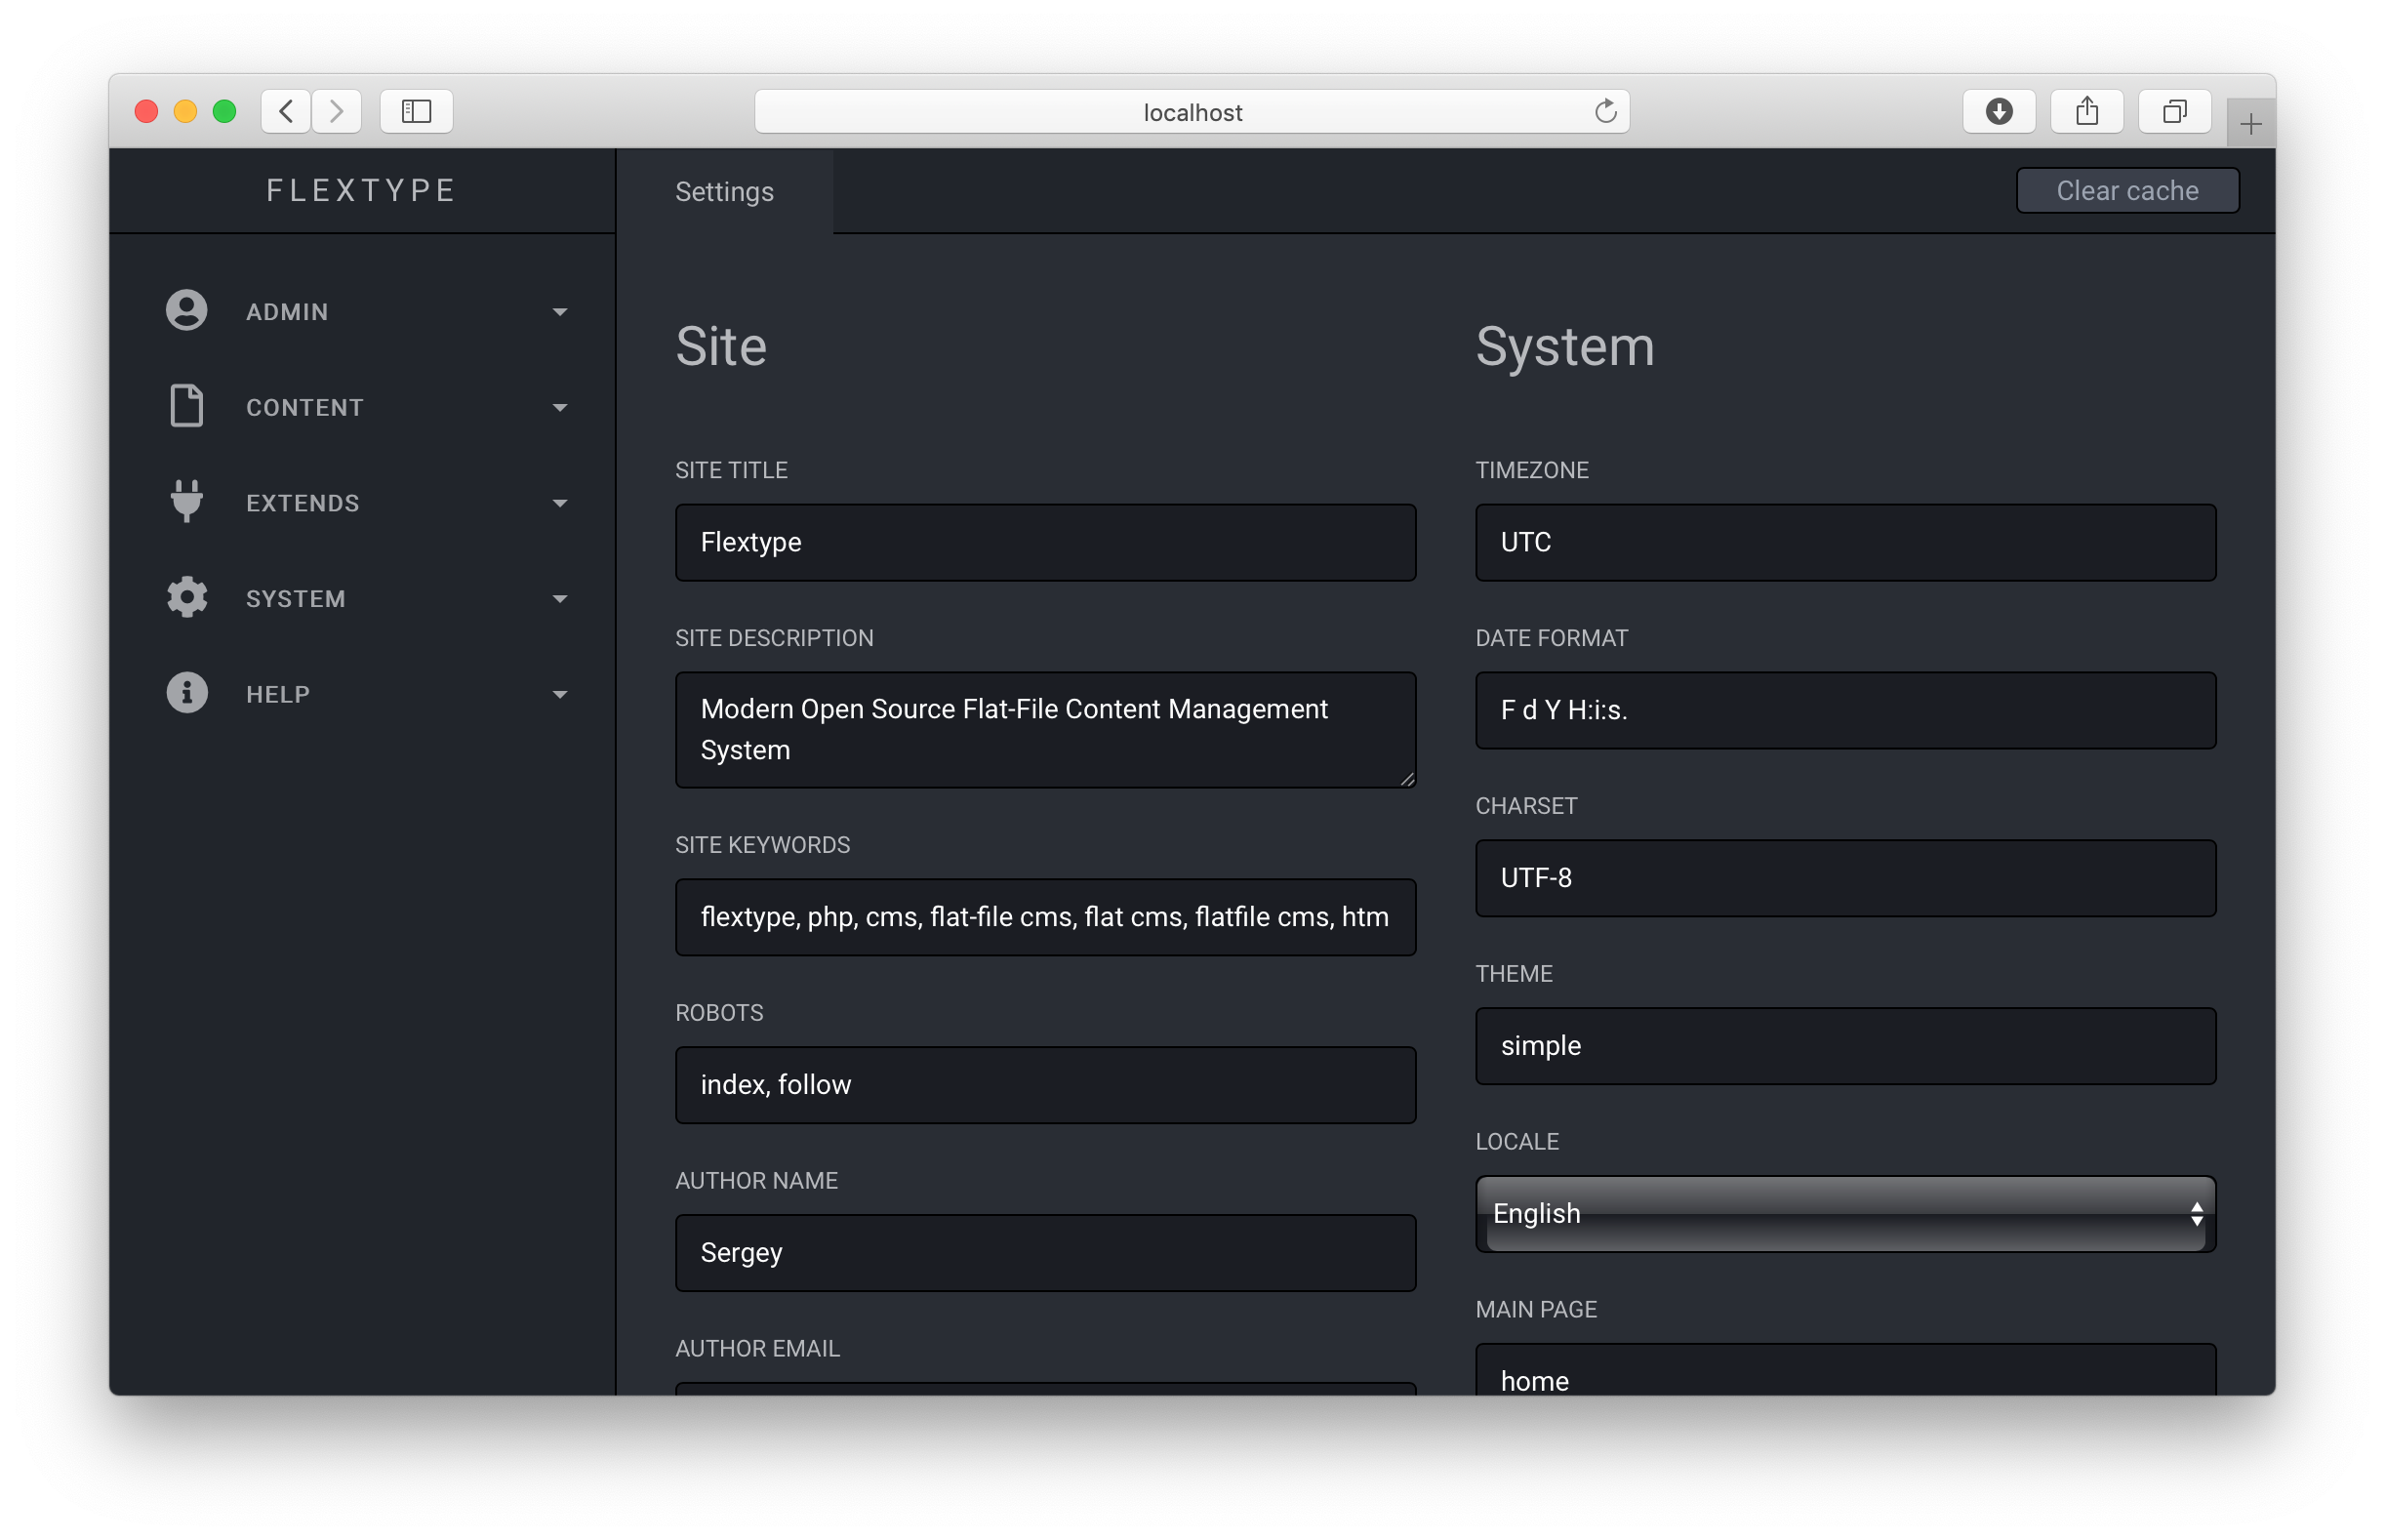 localhost
FLEXTYPE
Settings
Clear cache
ADMIN
CONTENT
EXTENDS
SYSTEM
HELP
Site
SITE TITLE
Flextype
SITE DESCRIPTION
Modern Open Source Flat-File Content Management
System
SITE KEYWORDS
flextype, php, cms, flat-file cms, flat cms, flatfile cms, htm
ROBOTS
index, follow
AUTHOR NAME
Sergey
AUTHOR EMAIL
System
TIMEZONE
UTC
DATE FORMAT
F d Y H:i:s.
CHARSET
UTF-8
THEME
simple
LOCALE
English
MAIN PAGE
home